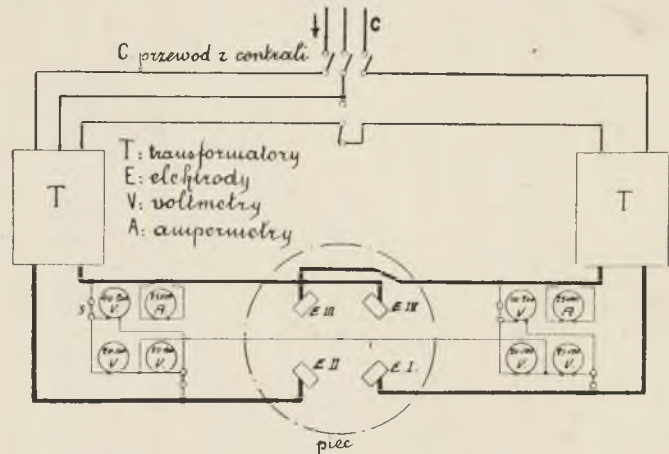 C
C przewod z centrali
T T
T: transformatory
E: elektrody
V: voltmetry
A: ampermetry
S
V A
E III E IV
V A
V V
E II E I.
V V
piec